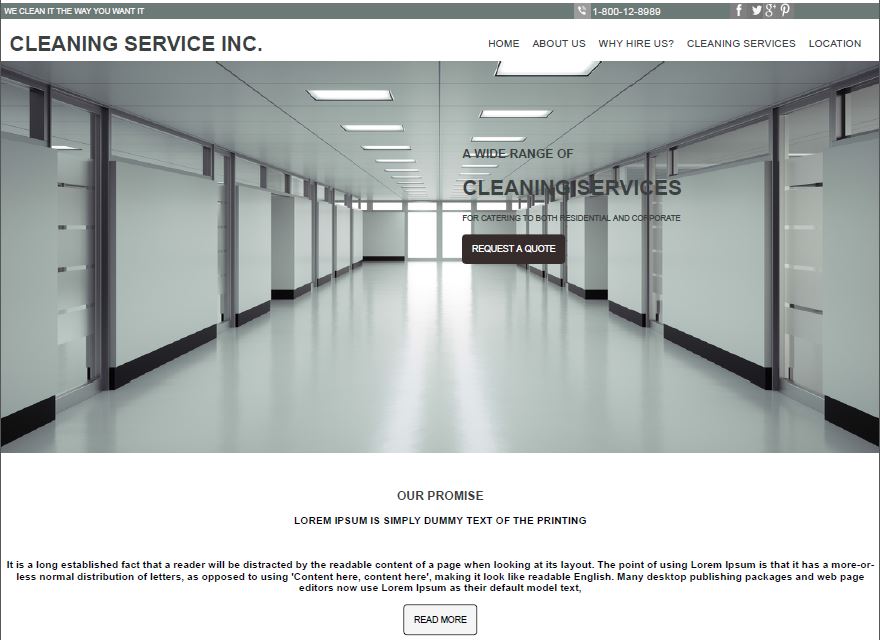 WE CLEAN IT THE WAY YOU WANT IT
1-800-12-8989
CLEANING SERVICE INC.
HOME ABOUT US WHY HIRE US? CLEANING SERVICES LOCATION
A WIDE RANGE OF
CLEANING SERVICES
FOR CATERING TO BOTH RESIDENTIAL AND CORPORATE
REQUEST A QUOTE
OUR PROMISE
LOREM IPSUM IS SIMPLY DUMMY TEXT OF THE PRINTING
It is a long established fact that a reader will be distracted by the readable content of a page when looking at its layout. The point of using Lorem Ipsum is that it has a more-or-
less normal distribution of letters, as opposed to using 'Content here, content here', making it look like readable English. Many desktop publishing packages and web page
editors now use Lorem Ipsum as their default model text,
READ MORE